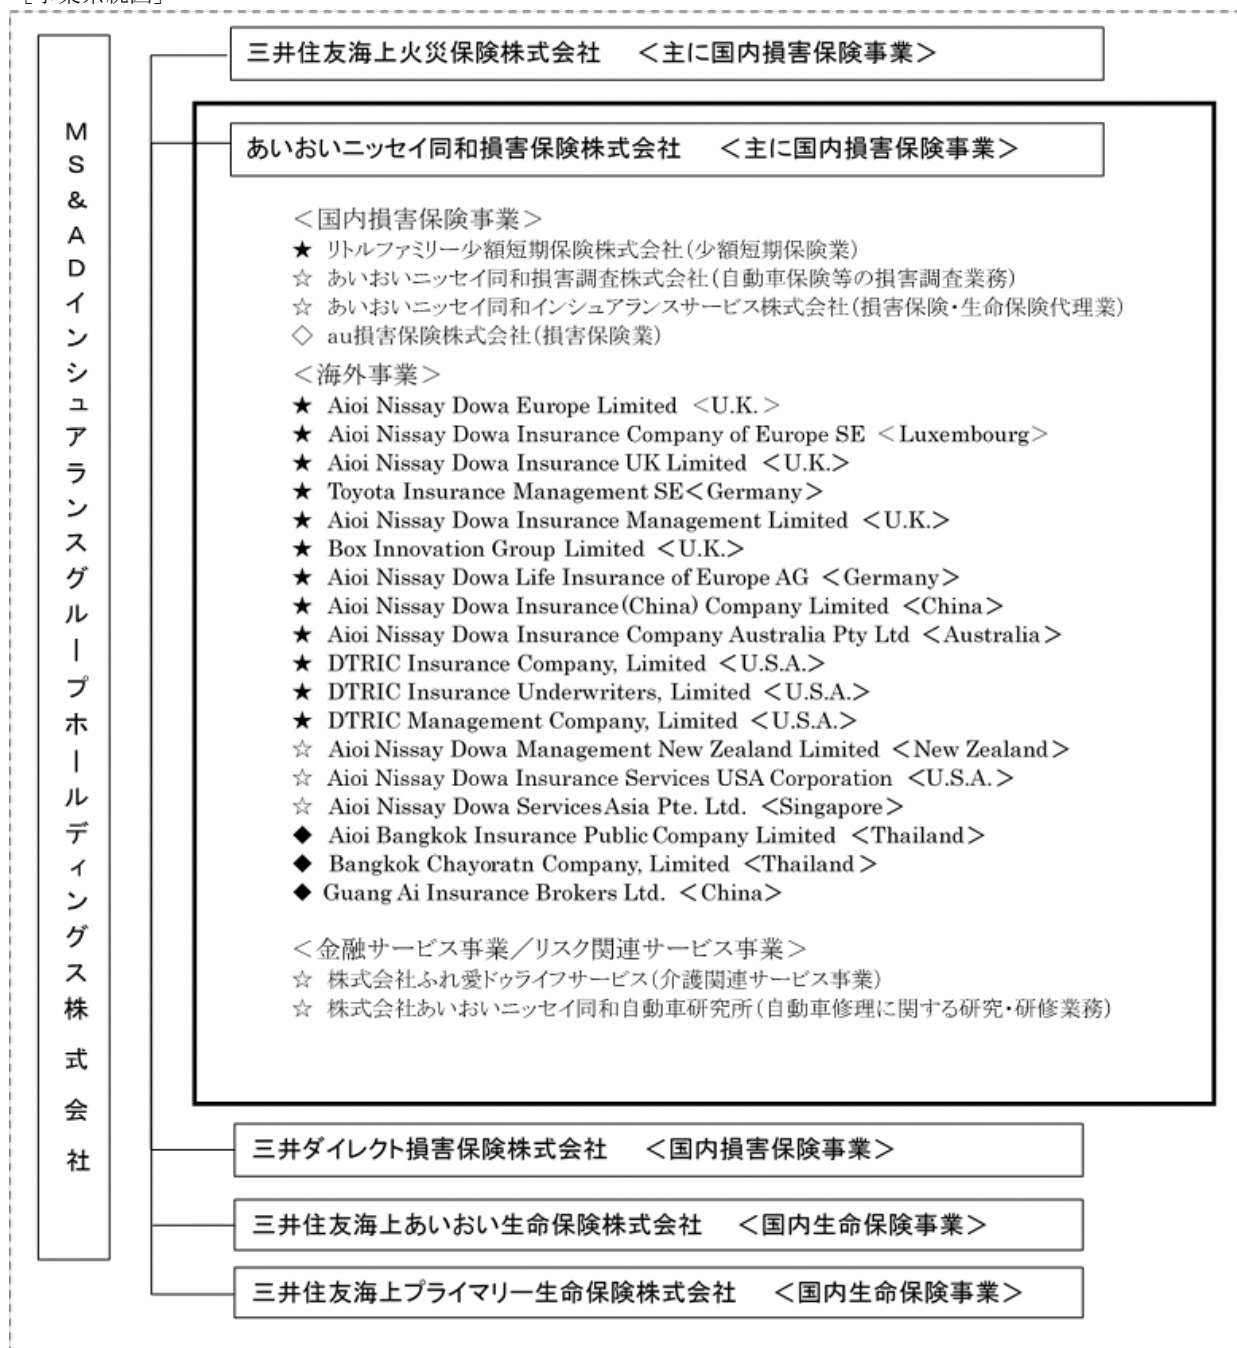 [事業系統図]
MS&ADインシュアランスグループホールディングス株式会社
三井住友海上火災保険株式会社 <主に国内損害保険事業>
あいおいニッセイ同和損害保険株式会社 <主に国内損害保険事業>
<国内損害保険事業>
★ リトルファミリー少額短期保険株式会社(少額短期保険業)
☆ あいおいニッセイ同和損害調査株式会社(自動車保険等の損害調査業務)
☆ あいおいニッセイ同和インシュアランスサービス株式会社(損害保険・生命保険代理業)
◇ au損害保険株式会社(損害保険業)
<海外事業>
★ Aioi Nissay Dowa Europe Limited <U.K.>
★ Aioi Nissay Dowa Insurance Company of Europe SE <Luxembourg>
★ Aioi Nissay Dowa Insurance UK Limited <U.K.>
★ Toyota Insurance Management SE<Germany>
★ Aioi Nissay Dowa Insurance Management Limited <U.K.>
★ Box Innovation Group Limited <U.K.>
★ Aioi Nissay Dowa Life Insurance of Europe AG <Germany>
★ Aioi Nissay Dowa Insurance(China) Company Limited <China>
★ Aioi Nissay Dowa Insurance Company Australia Pty Ltd <Australia>
★ DTRIC Insurance Company, Limited <U.S.A.>
★ DTRIC Insurance Underwriters, Limited <U.S.A.>
★ DTRIC Management Company, Limited <U.S.A.>
☆ Aioi Nissay Dowa Management New Zealand Limited <New Zealand>
☆ Aioi Nissay Dowa Insurance Services USA Corporation <U.S.A.>
☆ Aioi Nissay Dowa Services Asia Pte. Ltd. <Singapore>
◆ Aioi Bangkok Insurance Public Company Limited <Thailand>
◆ Bangkok Chayoratn Company, Limited <Thailand>
◆ Guang Ai Insurance Brokers Ltd. <China>
<金融サービス事業/リスク関連サービス事業>
☆ 株式会社ふれ愛ドゥライフサービス(介護関連サービス事業)
☆ 株式会社あいおいニッセイ同和自動車研究所(自動車修理に関する研究・研修業務)
三井ダイレクト損害保険株式会社 <国内損害保険事業>
三井住友海上あいおい生命保険株式会社 <国内生命保険事業>
三井住友海上プライマリー生命保険株式会社 <国内生命保険事業>